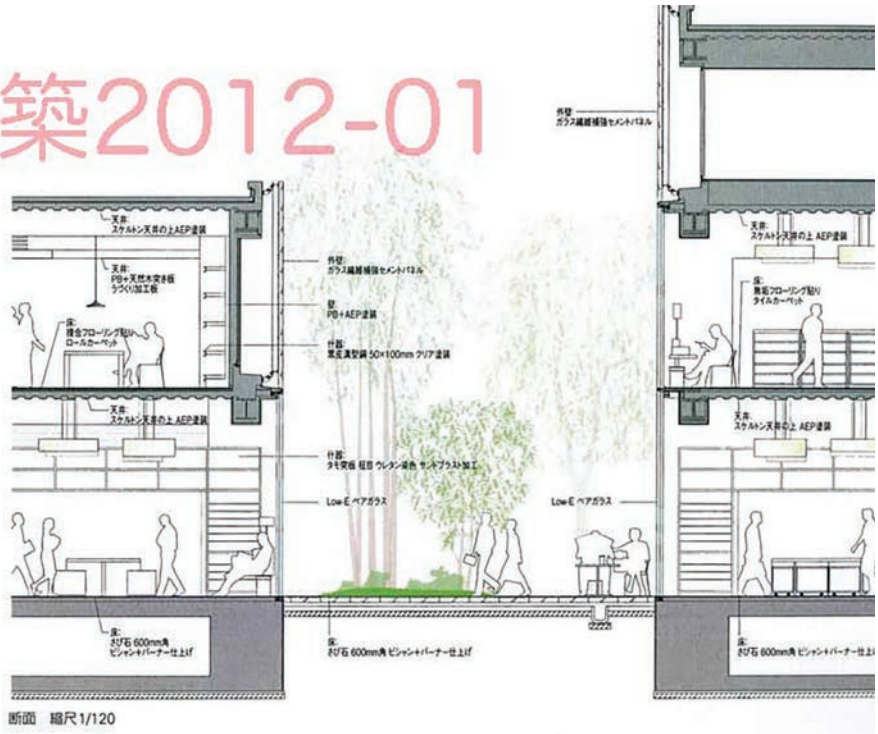 築2012-01
外壁:
ガラス繊維補強セメントパネル
天井:
スケルトン天井の上AEP塗装
天井:
PB+天然木突き板
うづくり加工板
床:
複合フローリング貼り
ロールカーペット
外壁:
ガラス繊維補強セメントパネル
壁:
PB+AEP塗装
什器:
黒皮溝型鋼 50×100mm クリア塗装
天井:
スケルトン天井の上 AEP塗装
床:
無垢フローリング貼り
タイルカーペット
天井:
スケルトン天井の上 AEP塗装
天井:
スケルトン天井の上 AEP塗装
什器:
タモ突板 柾目 ウレタン染色 サンドブラスト加工
Low-E ペアガラス
Low-E ペアガラス
床:
さび石 600mm角 ビシャン+バーナー仕上げ
床:
さび石 600mm角 ビシャン+バーナー仕上げ
床:
さび石 600mm角 ビシャン+バーナー仕上げ
断面 縮尺1/120